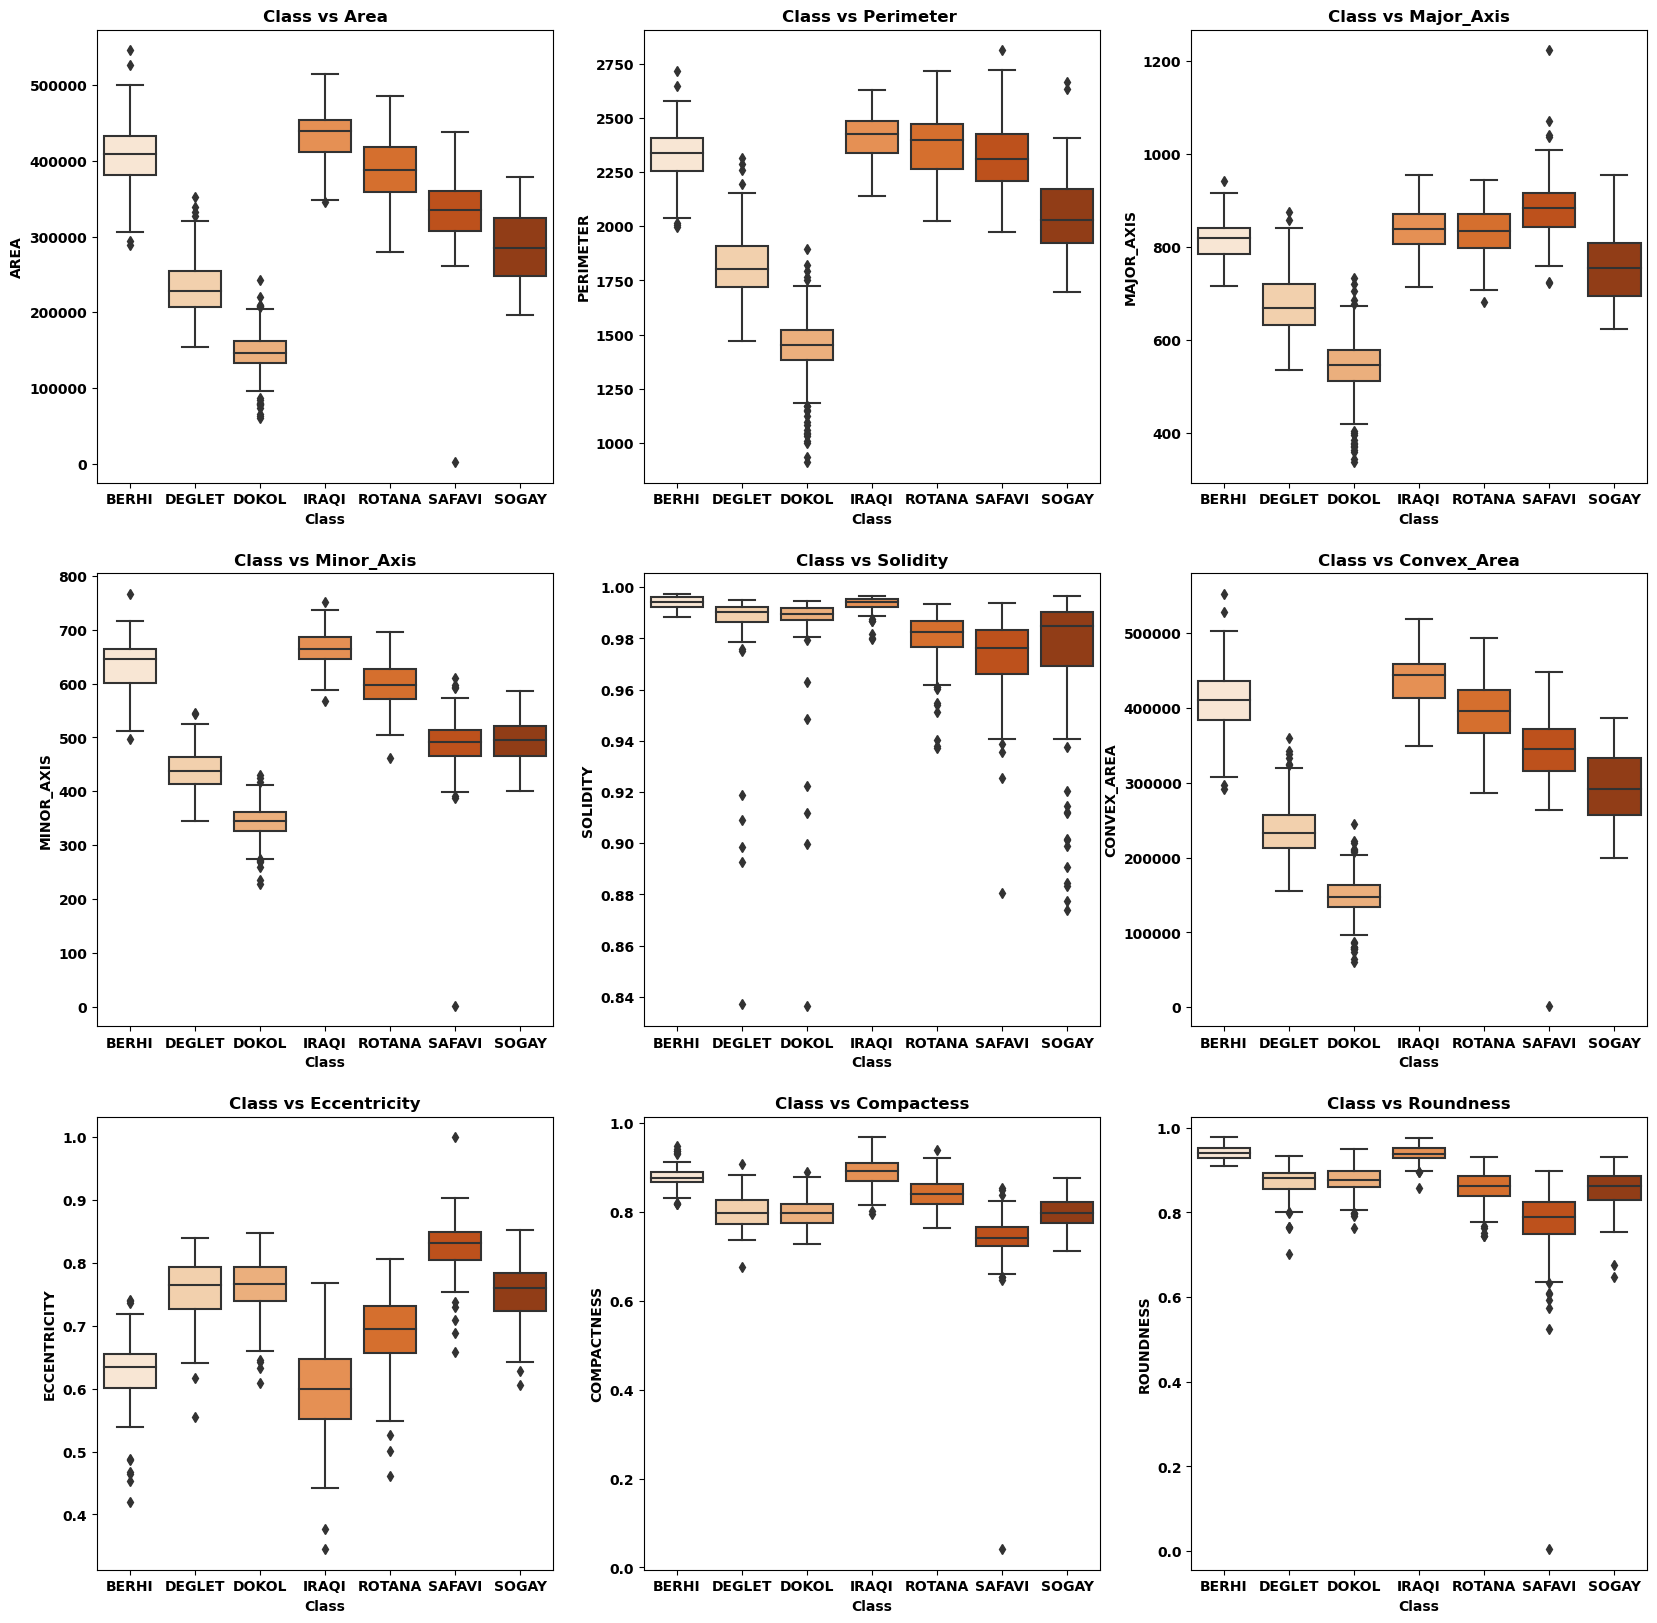 Class vs Area
AREA
500000
400000
300000
200000
100000
0
BERHI DEGLET DOKOL IRAQI ROTANA SAFAVI SOGAY
Class
Class vs Perimeter
PERIMETER
2750
2500
2250
2000
1750
1500
1250
1000
BERHI DEGLET DOKOL IRAQI ROTANA SAFAVI SOGAY
Class
Class vs Major_Axis
MAJOR_AXIS
1200
1000
800
600
400
BERHI DEGLET DOKOL IRAQI ROTANA SAFAVI SOGAY
Class
Class vs Minor_Axis
MINOR_AXIS
800
700
600
500
400
300
200
100
0
BERHI DEGLET DOKOL IRAQI ROTANA SAFAVI SOGAY
Class
Class vs Solidity
SOLIDITY
1.00
0.98
0.96
0.94
0.92
0.90
0.88
0.86
0.84
BERHI DEGLET DOKOL IRAQI ROTANA SAFAVI SOGAY
Class
Class vs Convex_Area
CONVEX_AREA
500000
400000
300000
200000
100000
0
BERHI DEGLET DOKOL IRAQI ROTANA SAFAVI SOGAY
Class
Class vs Eccentricity
ECCENTRICITY
1.0
0.9
0.8
0.7
0.6
0.5
0.4
BERHI DEGLET DOKOL IRAQI ROTANA SAFAVI SOGAY
Class
Class vs Compactess
COMPACTNESS
1.0
0.8
0.6
0.4
0.2
0.0
BERHI DEGLET DOKOL IRAQI ROTANA SAFAVI SOGAY
Class
Class vs Roundness
ROUNDNESS
1.0
0.8
0.6
0.4
0.2
0.0
BERHI DEGLET DOKOL IRAQI ROTANA SAFAVI SOGAY
Class